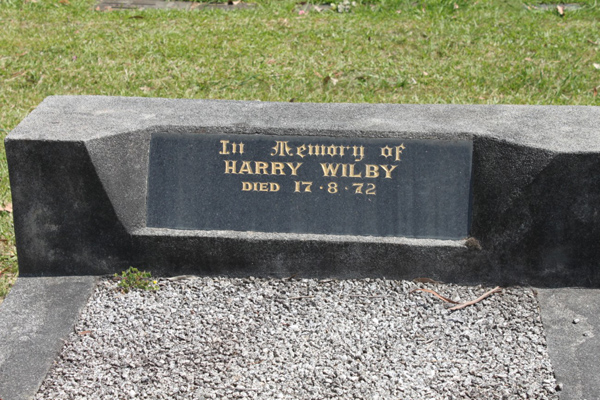 In Memory of
HARRY WILBY
DIED 17·8·72